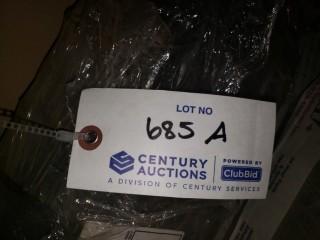 LOT NO
685 A
CENTURY
AUCTIONS
POWERED BY
ClubBid
A DIVISION OF CENTURY SERVICES